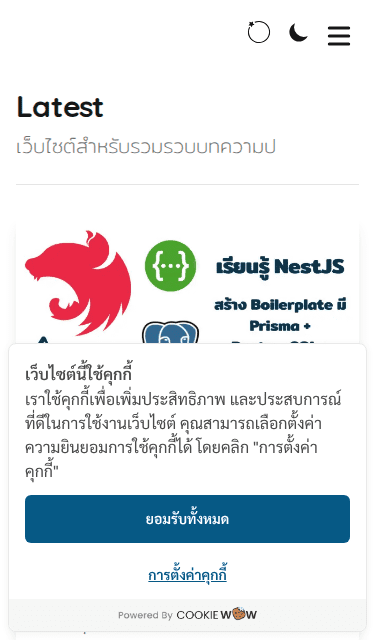 Latest
เว็บไซต์สำหรับรวมรวบบทความป
เรียนรู้ NestJS
สร้าง Boilerplate มี
Prisma +
เว็บไซต์นี้ใช้คุกกี้
เราใช้คุกกี้เพื่อเพิ่มประสิทธิภาพ และประสบการณ์
ที่ดีในการใช้งานเว็บไซต์ คุณสามารถเลือกตั้งค่า
ความยินยอมการใช้คุกกี้ได้ โดยคลิก "การตั้งค่า
คุกกี้"
ยอมรับทั้งหมด
การตั้งค่าคุกกี้
Powered By COOKIE WOW